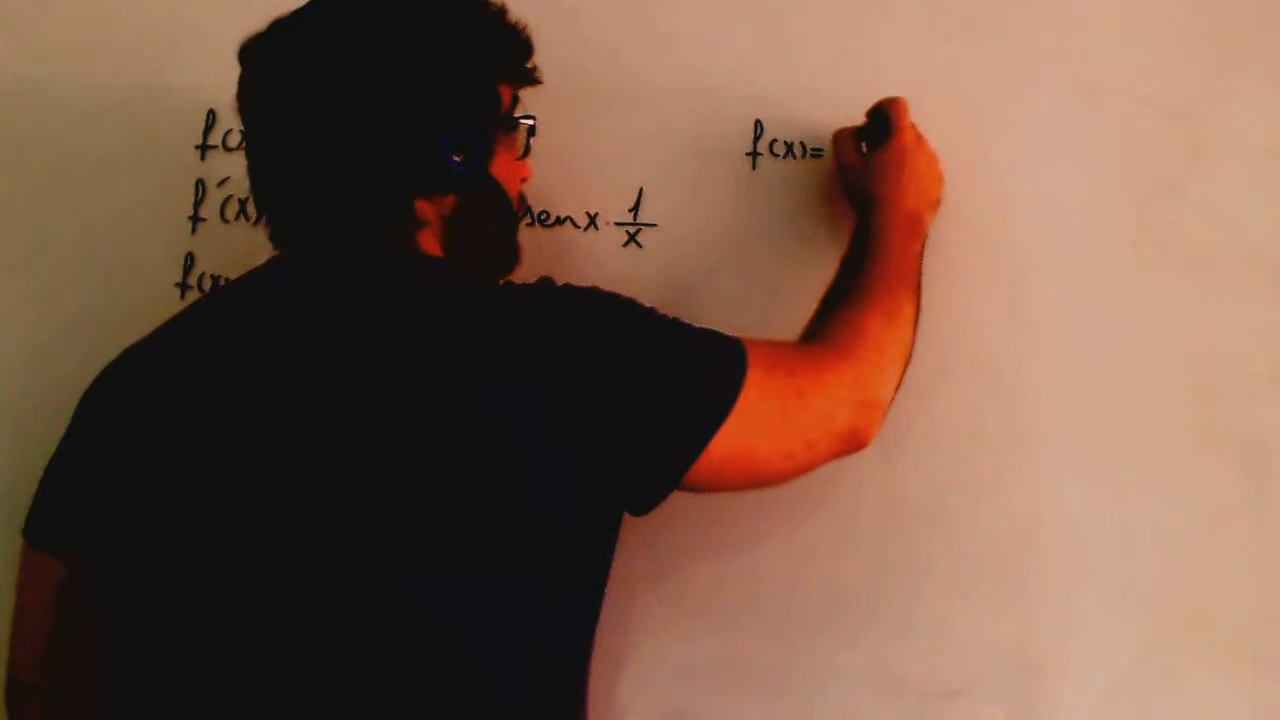 f(x)=
f'(x) senx · 1/x
f(x)